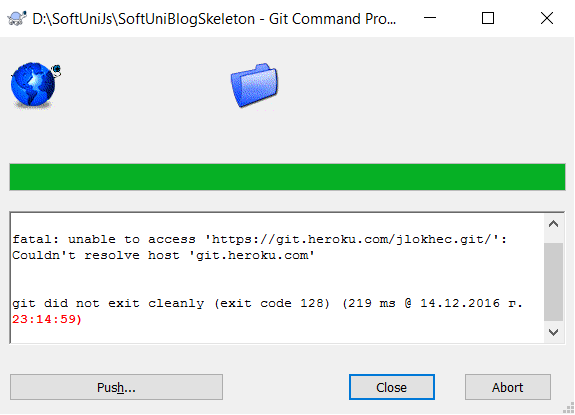 D:\SoftUniJs\SoftUniBlogSkeleton - Git Command Pro...
fatal: unable to access 'https://git.heroku.com/jlokhec.git/':
Couldn't resolve host 'git.heroku.com'
git did not exit cleanly (exit code 128) (219 ms @ 14.12.2016 г.
23:14:59)
Push...
Close
Abort